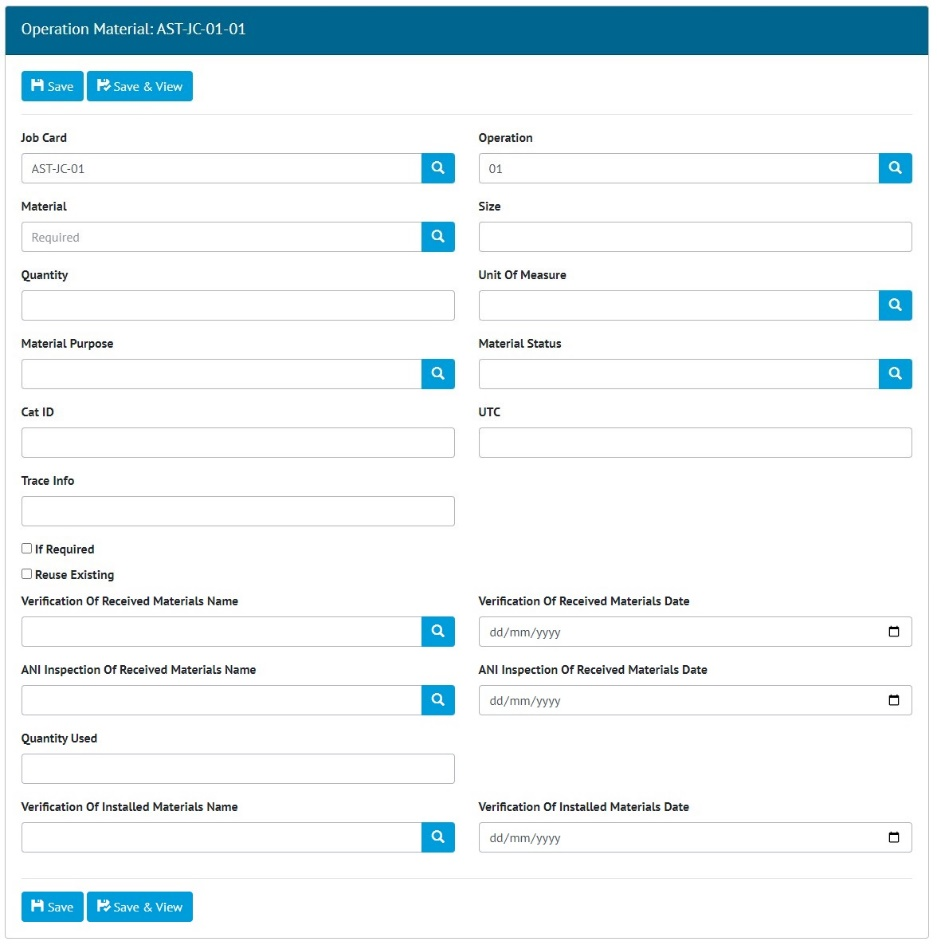 Operation Material: AST-JC-01-01
Save Save & View
Job Card Operation
AST-JC-01 01
Material Size
Required
Quantity Unit Of Measure
Material Purpose Material Status
Cat ID UTC
Trace Info
If Required
Reuse Existing
Verification Of Received Materials Name Verification Of Received Materials Date
dd/mm/yyyy
ANI Inspection Of Received Materials Name ANI Inspection Of Received Materials Date
dd/mm/yyyy
Quantity Used
Verification Of Installed Materials Name Verification Of Installed Materials Date
dd/mm/yyyy
Save Save & View